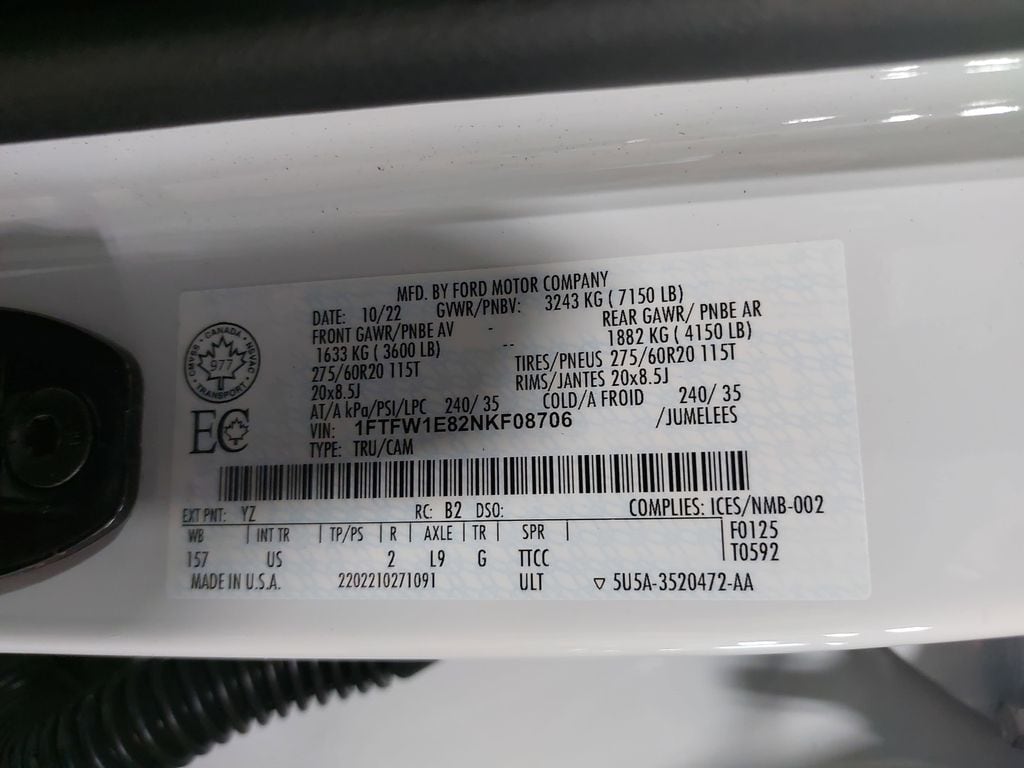 MFD. BY FORD MOTOR COMPANY
DATE: 10/22 GVWR/PNBV: 3243 KG ( 7150 LB)
FRONT GAWR/PNBE AV - REAR GAWR/ PNBE AR
1633 KG ( 3600 LB) -- 1882 KG ( 4150 LB)
275/60R20 115T TIRES/PNEUS 275/60R20 115T
20x8.5J RIMS/JANTES 20x8.5J
AT/A kPa/PSI/LPC 240/ 35 COLD/A FROID 240/ 35
VIN: 1FTFW1E82NKF08706 /JUMELEES
TYPE: TRU/CAM
CANADA
CMVSS NSVAC
977
TRANSPORT
EC
EXT PNT: YZ RC: B2 DSO: COMPLIES: ICES/NMB-002
WB | INT TR | TP/PS | R | AXLE | TR | SPR | F0125
157 US 2 L9 G TTCC T0592
MADE IN U.S.A. 2202210271091 ULT ▽ 5U5A-3520472-AA